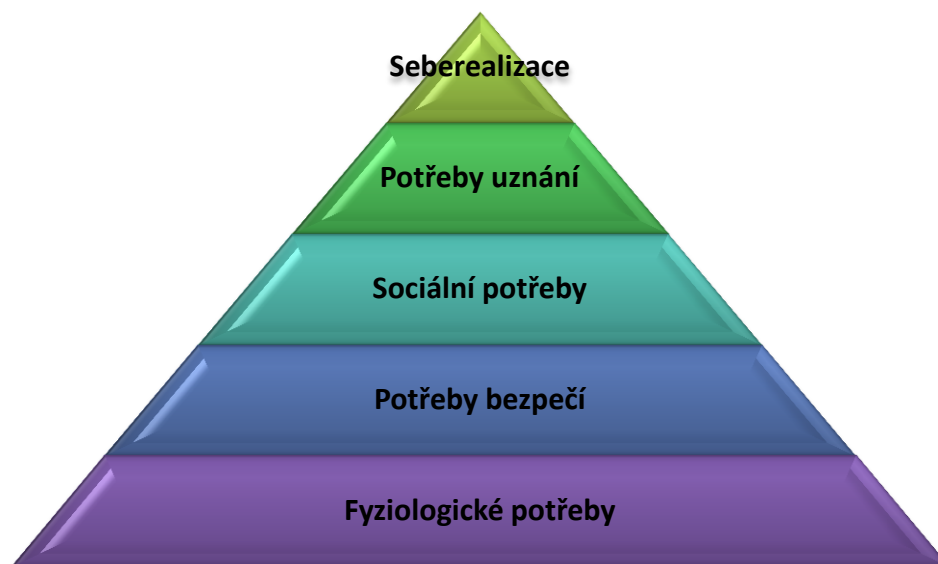 Seberealizace
Potřeby uznání
Sociální potřeby
Potřeby bezpečí
Fyziologické potřeby